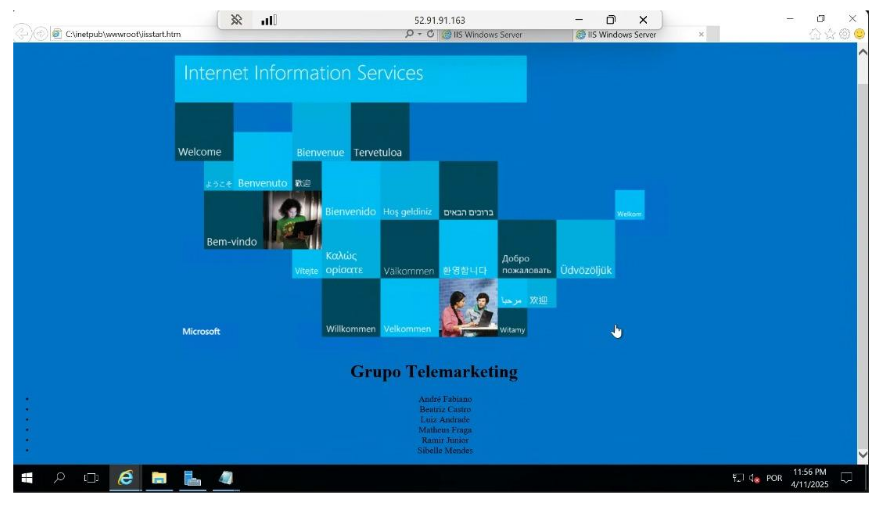 52.91.91.163
C:\inetpub\wwwroot\iisstart.htm
IIS Windows Server
IIS Windows Server
Internet Information Services
Welcome
Bienvenue
Tervetuloa
ようこそ
Benvenuto
歡迎
Bienvenido
Hoş geldiniz
ברוכים הבאים
Welkom
Bem-vindo
Vítejte
Καλώς
ορίσατε
Välkommen
환영합니다
Добро
пожаловать
Üdvözöljük
Microsoft
Willkommen
Velkommen
مرحبا
欢迎
Witamy
Grupo Telemarketing
André Fabiano
Beatriz Castro
Luiz Andrade
Matheus Fraga
Ramir Junior
Sibelle Mendes
POR
11:56 PM
4/11/2025